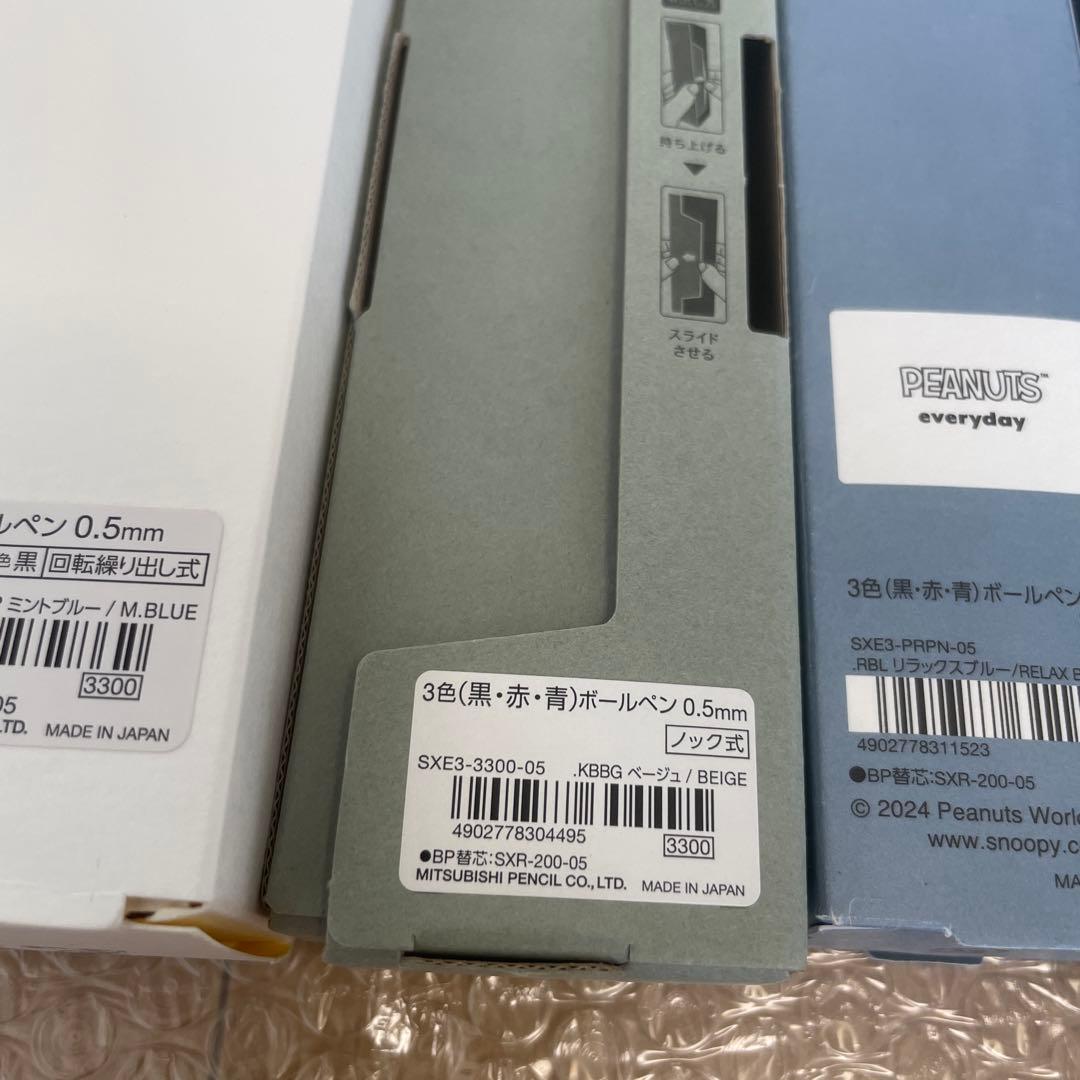 ルペン 0.5mm
色黒 回転繰り出し式
ミントブルー / M.BLUE
3300
05
LTD. MADE IN JAPAN
持ち上げる
スライド
させる
3色(黒・赤・青)ボールペン 0.5mm
ノック式
SXE3-3300-05 .KBBG ベージュ / BEIGE
4902778304495
3300
●BP替芯:SXR-200-05
MITSUBISHI PENCIL CO., LTD. MADE IN JAPAN
PEANUTS™
everyday
3色(黒・赤・青)ボールペン
SXE3-PRPN-05
.RBL リラックスブルー/RELAX B
4902778311523
●BP替芯:SXR-200-05
© 2024 Peanuts Worl
www.snoopy.c
MA